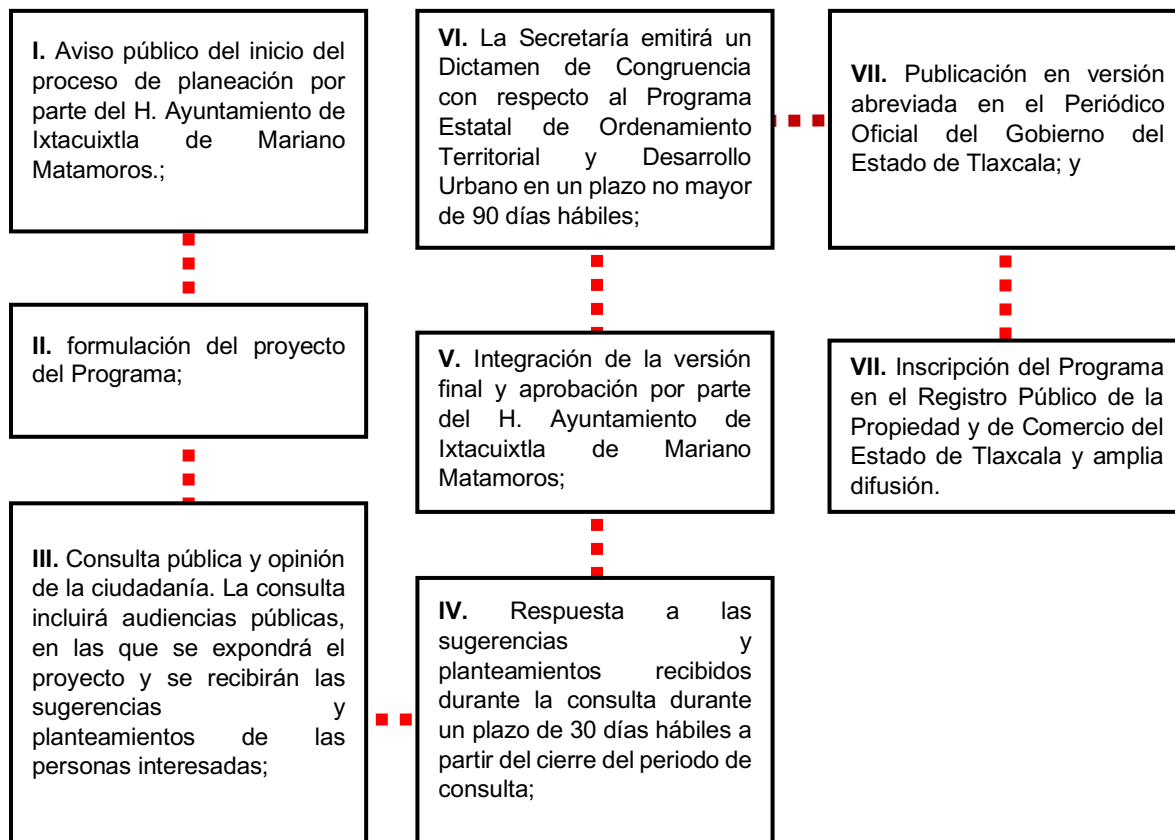 I. Aviso público del inicio del
proceso de planeación por
parte del H. Ayuntamiento de
Ixtacuixtla de Mariano
Matamoros.;
II. formulación del proyecto
del Programa;
III. Consulta pública y opinión
de la ciudadanía. La consulta
incluirá audiencias públicas,
en las que se expondrá el
proyecto y se recibirán las
sugerencias y
planteamientos de las
personas interesadas;
IV. Respuesta a las
sugerencias y
planteamientos recibidos
durante la consulta durante
un plazo de 30 días hábiles a
partir del cierre del periodo de
consulta;
V. Integración de la versión
final y aprobación por parte
del H. Ayuntamiento de
Ixtacuixtla de Mariano
Matamoros;
VI. La Secretaría emitirá un
Dictamen de Congruencia
con respecto al Programa
Estatal de Ordenamiento
Territorial y Desarrollo
Urbano en un plazo no mayor
de 90 días hábiles;
VII. Publicación en versión
abreviada en el Periódico
Oficial del Gobierno del
Estado de Tlaxcala; y
VII. Inscripción del Programa
en el Registro Público de la
Propiedad y de Comercio del
Estado de Tlaxcala y amplia
difusión.